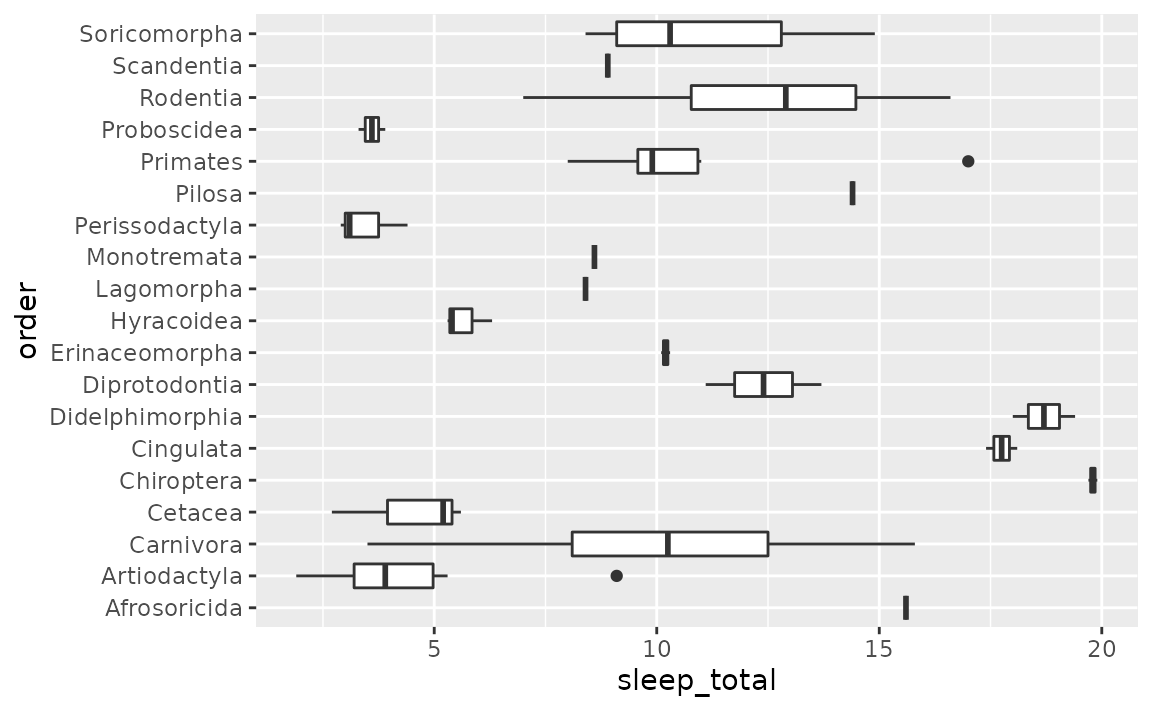 Soricomorpha
Scandentia
Rodentia
Proboscidea
Primates
Pilosa
Perissodactyla
Monotremata
Lagomorpha
Hyracoidea
Erinaceomorpha
Diprotodontia
Didelphimorphia
Cingulata
Chiroptera
Cetacea
Carnivora
Artiodactyla
Afrosoricida
order
5 10 15 20
sleep_total